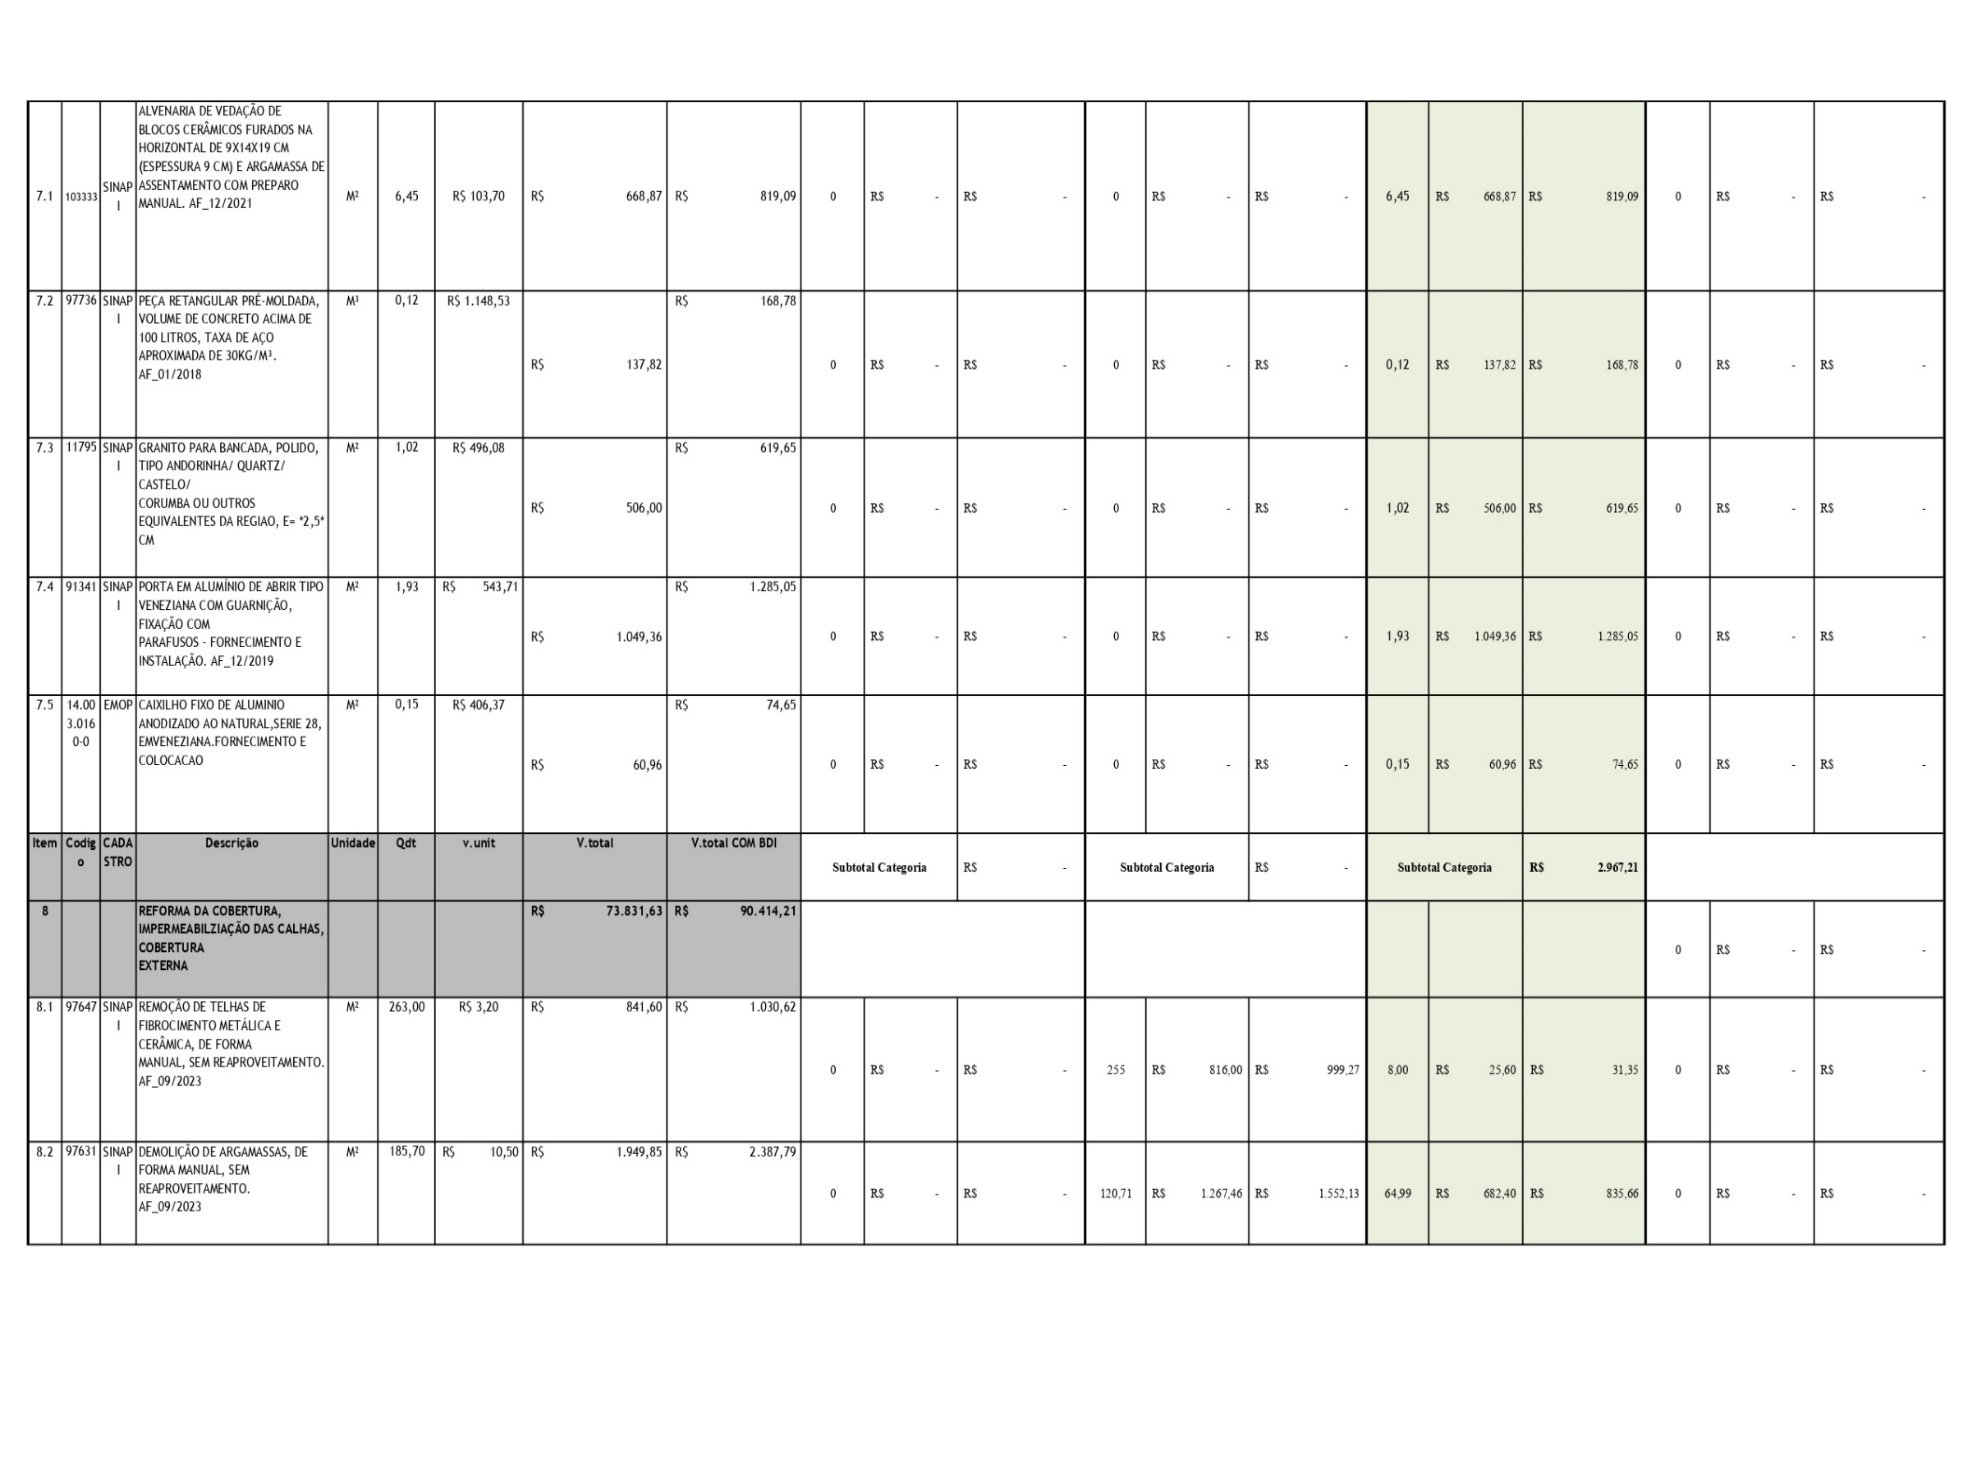 7.1 103333 SINAP I ALVENARIA DE VEDAÇÃO DE
BLOCOS CERÂMICOS FURADOS NA
HORIZONTAL DE 9X14X19 CM
(ESPESSURA 9 CM) E ARGAMASSA DE
ASSENTAMENTO COM PREPARO
MANUAL. AF_12/2021
M² 6,45 R$ 103,70 R$ 668,87 R$ 819,09 0 R$ - R$ - 0 R$ - R$ - 6,45 R$ 668,87 R$ 819,09 0 R$ - R$ -
7.2 97736 SINAP I PEÇA RETANGULAR PRÉ-MOLDADA,
VOLUME DE CONCRETO ACIMA DE
100 LITROS, TAXA DE AÇO
APROXIMADA DE 30KG/M³.
AF_01/2018
M³ 0,12 R$ 1.148,53 R$ 137,82 R$ 168,78 0 R$ - R$ - 0 R$ - R$ - 0,12 R$ 137,82 R$ 168,78 0 R$ - R$ -
7.3 11795 SINAP I GRANITO PARA BANCADA, POLIDO,
TIPO ANDORINHA/ QUARTZ/
CASTELO/
CORUMBA OU OUTROS
EQUIVALENTES DA REGIAO, E= *2,5*
CM
M² 1,02 R$ 496,08 R$ 506,00 R$ 619,65 0 R$ - R$ - 0 R$ - R$ - 1,02 R$ 506,00 R$ 619,65 0 R$ - R$ -
7.4 91341 SINAP I PORTA EM ALUMÍNIO DE ABRIR TIPO
VENEZIANA COM GUARNIÇÃO,
FIXAÇÃO COM
PARAFUSOS - FORNECIMENTO E
INSTALAÇÃO. AF_12/2019
M² 1,93 R$ 543,71 R$ 1.049,36 R$ 1.285,05 0 R$ - R$ - 0 R$ - R$ - 1,93 R$ 1.049,36 R$ 1.285,05 0 R$ - R$ -
7.5 14.00 3.016 0-0 EMOP CAIXILHO FIXO DE ALUMINIO
ANODIZADO AO NATURAL,SERIE 28,
EMVENEZIANA.FORNECIMENTO E
COLOCACAO
M² 0,15 R$ 406,37 R$ 60,96 R$ 74,65 0 R$ - R$ - 0 R$ - R$ - 0,15 R$ 60,96 R$ 74,65 0 R$ - R$ -
Item Codig o CADA STRO Descrição Unidade Qdt v.unit V.total V.total COM BDI Subtotal Categoria R$ - Subtotal Categoria R$ - Subtotal Categoria R$ 2.967,21
8 REFORMA DA COBERTURA,
IMPERMEABILZIAÇÃO DAS CALHAS,
COBERTURA
EXTERNA
R$ 73.831,63 R$ 90.414,21 0 R$ - R$ -
8.1 97647 SINAP I REMOÇÃO DE TELHAS DE
FIBROCIMENTO METÁLICA E
CERÂMICA, DE FORMA
MANUAL, SEM REAPROVEITAMENTO.
AF_09/2023
M² 263,00 R$ 3,20 R$ 841,60 R$ 1.030,62 0 R$ - R$ - 255 R$ 816,00 R$ 999,27 8,00 R$ 25,60 R$ 31,35 0 R$ - R$ -
8.2 97631 SINAP I DEMOLIÇÃO DE ARGAMASSAS, DE
FORMA MANUAL, SEM
REAPROVEITAMENTO.
AF_09/2023
M² 185,70 R$ 10,50 R$ 1.949,85 R$ 2.387,79 0 R$ - R$ - 120,71 R$ 1.267,46 R$ 1.552,13 64,99 R$ 682,40 R$ 835,66 0 R$ - R$ -